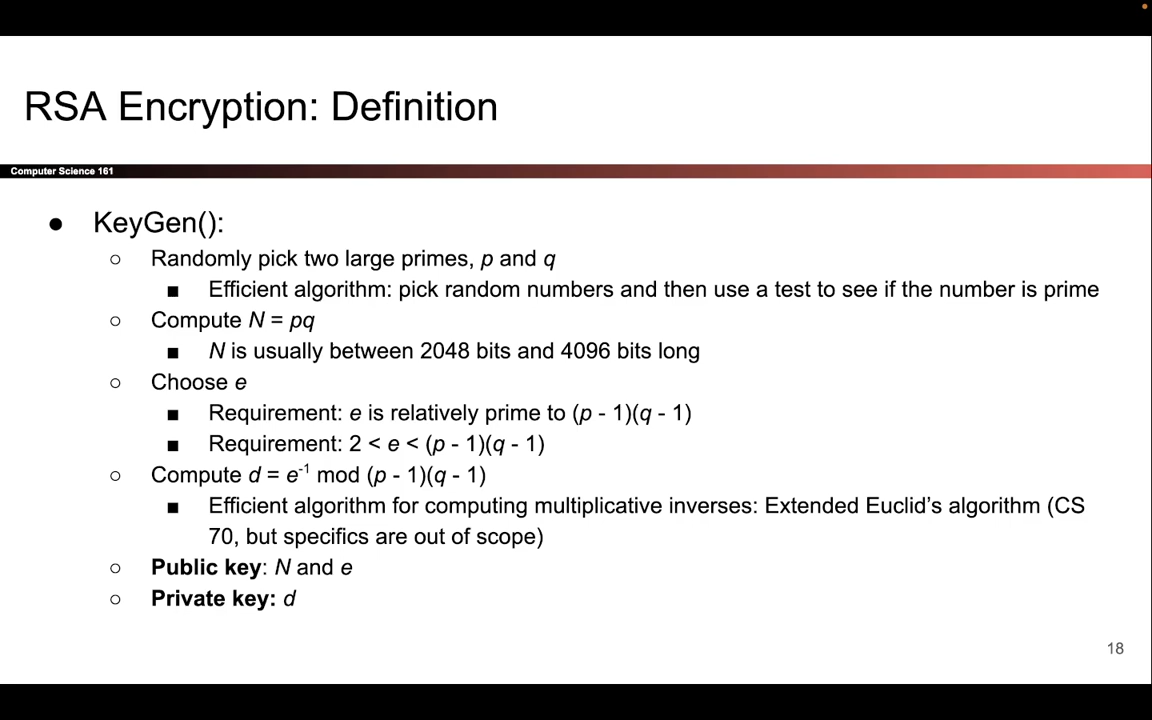 RSA Encryption: Definition
Computer Science 161
● KeyGen():
○ Randomly pick two large primes, p and q
■ Efficient algorithm: pick random numbers and then use a test to see if the number is prime
○ Compute N = pq
■ N is usually between 2048 bits and 4096 bits long
○ Choose e
■ Requirement: e is relatively prime to (p - 1)(q - 1)
■ Requirement: 2 < e < (p - 1)(q - 1)
○ Compute d = e⁻¹ mod (p - 1)(q - 1)
■ Efficient algorithm for computing multiplicative inverses: Extended Euclid's algorithm (CS
70, but specifics are out of scope)
○ Public key: N and e
○ Private key: d
18